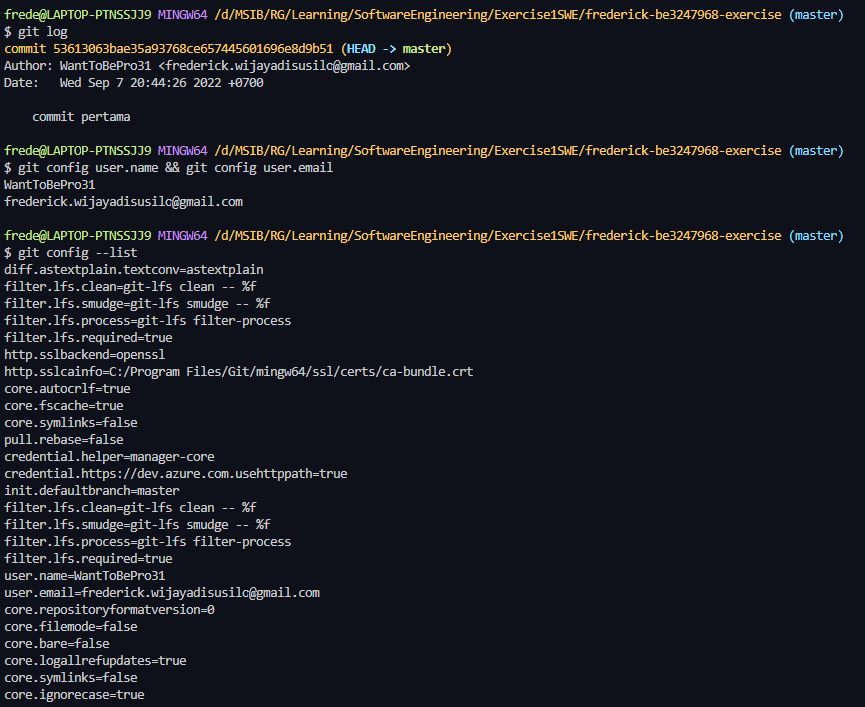 frede@LAPTOP-PTNSSJJ9 MINGW64 /d/MSIB/RG/Learning/SoftwareEngineering/Exercise1SWE/frederick-be3247968-exercise (master)
$ git log
commit 53613063bae35a93768ce657445601696e8d9b51 (HEAD -> master)
Author: WantToBePro31 <frederick.wijayadisusilo@gmail.com>
Date:   Wed Sep 7 20:44:26 2022 +0700
    commit pertama
frede@LAPTOP-PTNSSJJ9 MINGW64 /d/MSIB/RG/Learning/SoftwareEngineering/Exercise1SWE/frederick-be3247968-exercise (master)
$ git config user.name && git config user.email
WantToBePro31
frederick.wijayadisusilo@gmail.com
frede@LAPTOP-PTNSSJJ9 MINGW64 /d/MSIB/RG/Learning/SoftwareEngineering/Exercise1SWE/frederick-be3247968-exercise (master)
$ git config --list
diff.astextplain.textconv=astextplain
filter.lfs.clean=git-lfs clean -- %f
filter.lfs.smudge=git-lfs smudge -- %f
filter.lfs.process=git-lfs filter-process
filter.lfs.required=true
http.sslbackend=openssl
http.sslcainfo=C:/Program Files/Git/mingw64/ssl/certs/ca-bundle.crt
core.autocrlf=true
core.fscache=true
core.symlinks=false
pull.rebase=false
credential.helper=manager-core
credential.https://dev.azure.com.usehttppath=true
init.defaultbranch=master
filter.lfs.clean=git-lfs clean -- %f
filter.lfs.smudge=git-lfs smudge -- %f
filter.lfs.process=git-lfs filter-process
filter.lfs.required=true
user.name=WantToBePro31
user.email=frederick.wijayadisusilo@gmail.com
core.repositoryformatversion=0
core.filemode=false
core.bare=false
core.logallrefupdates=true
core.symlinks=false
core.ignorecase=true